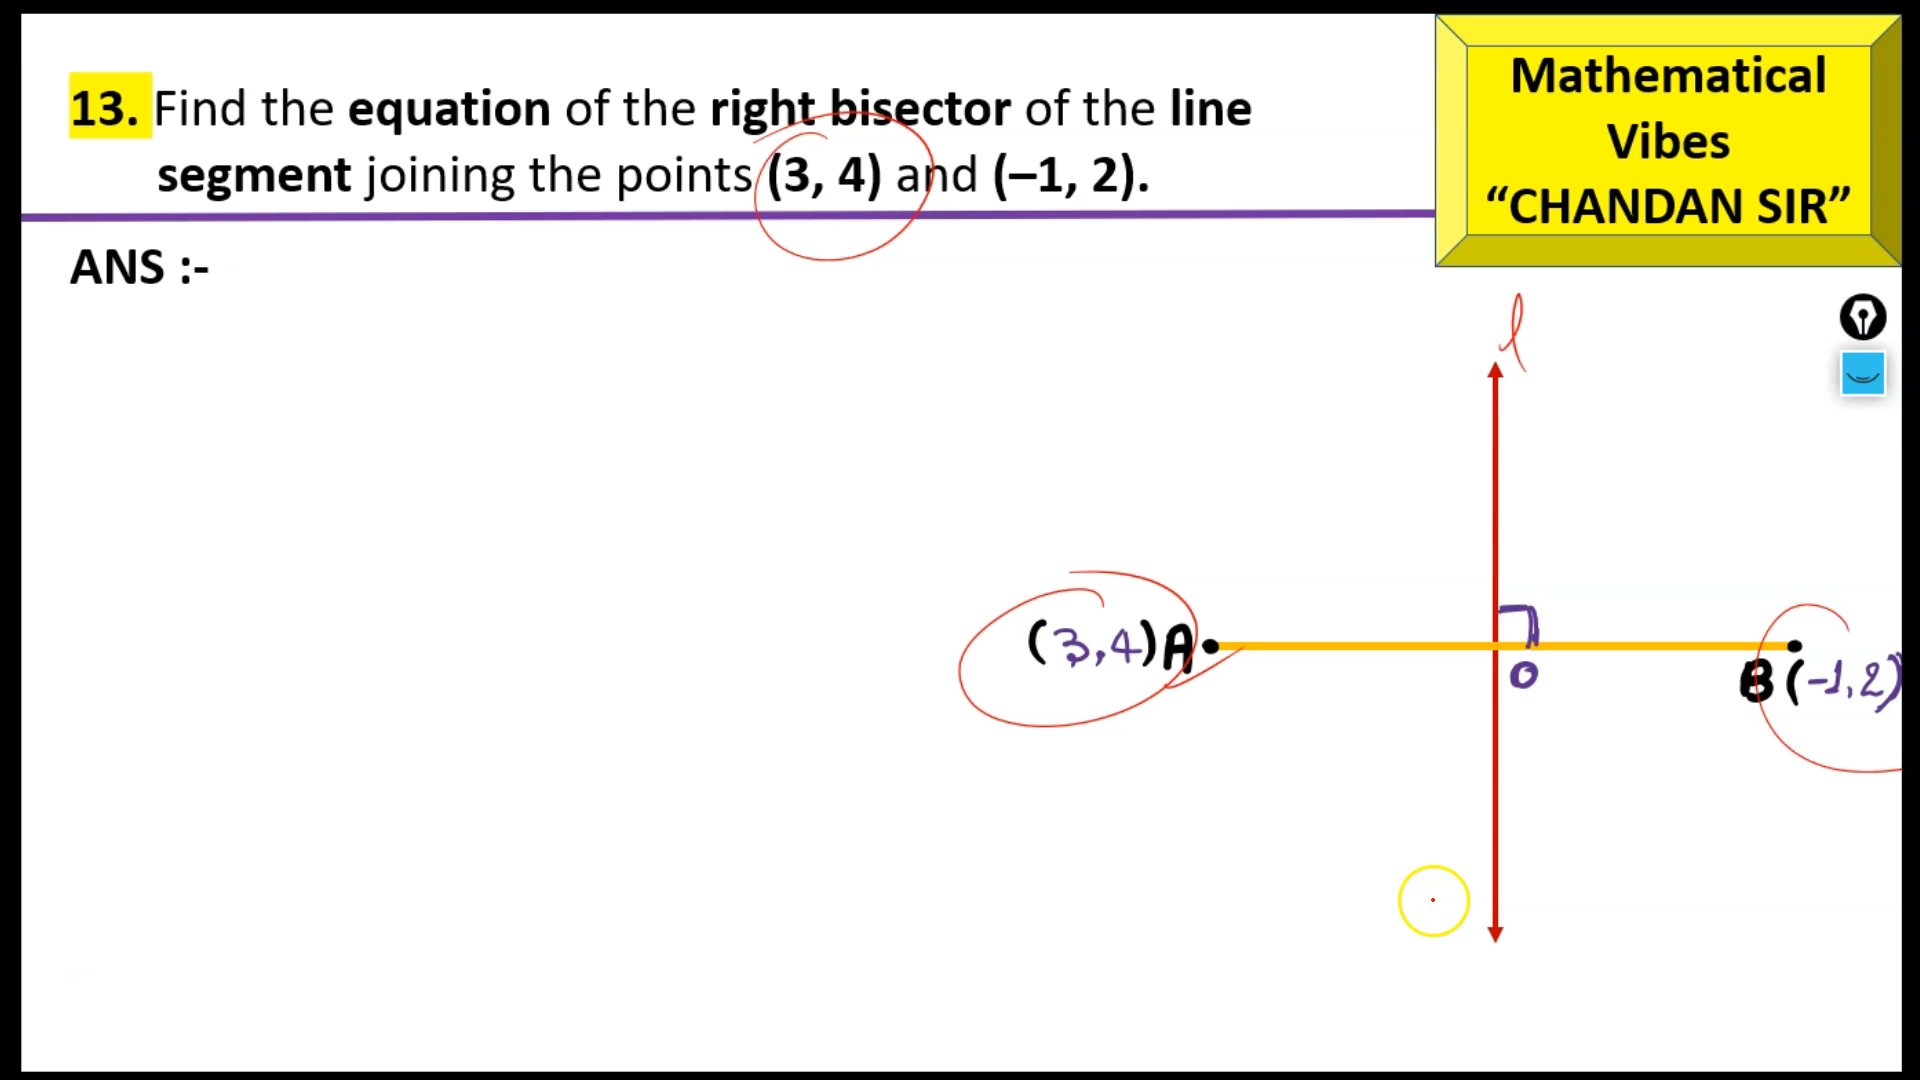 13. Find the equation of the right bisector of the line
segment joining the points (3, 4) and (–1, 2).
Mathematical
Vibes
“CHANDAN SIR”
ANS :-
l
(3,4)A
O
B(-1,2)